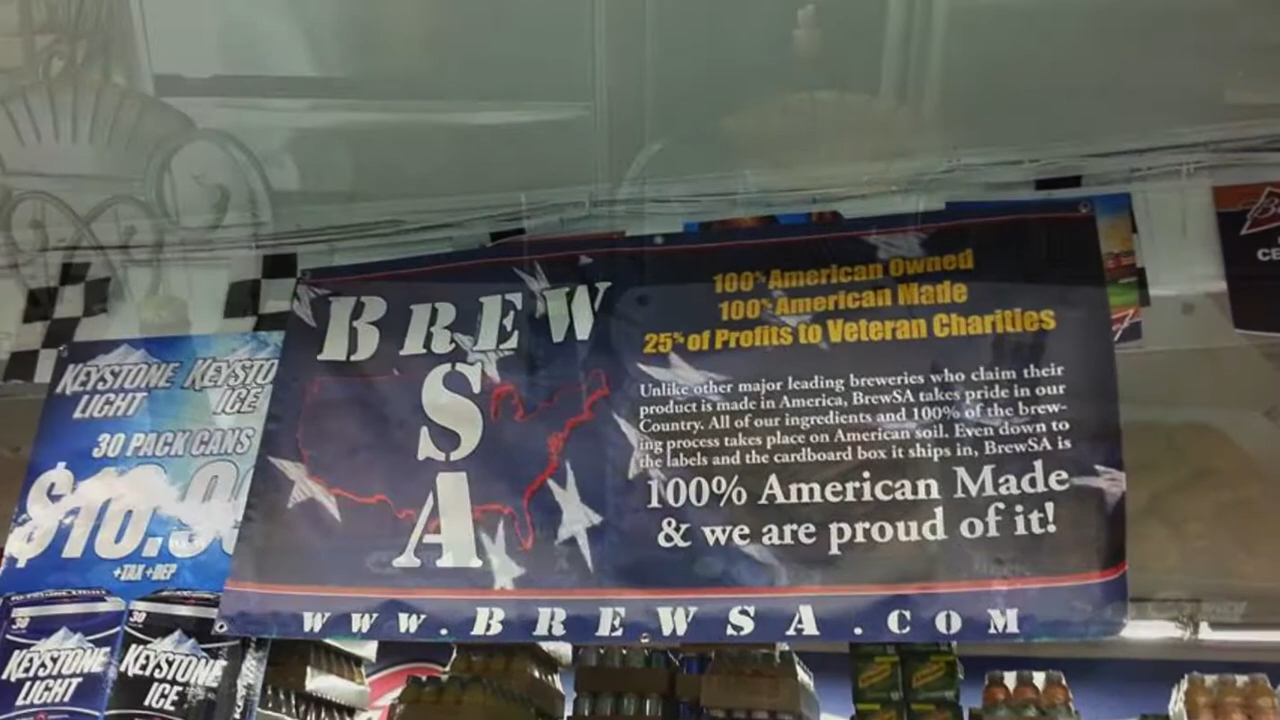 BREW
S
A
100% American Owned
100% American Made
25% of Profits to Veteran Charities
Unlike other major leading breweries who claim their
product is made in America, BrewSA takes pride in our
Country. All of our ingredients and 100% of the brew-
ing process takes place on American soil. Even down to
the labels and the cardboard box it ships in, BrewSA is
100% American Made
& we are proud of it!
WWW.BREWSA.COM
KEYSTONE LIGHT
KEYSTO ICE
30 PACK CANS
+TAX +DEP
30
KEYSTONE
LIGHT
30
KEYSTONE
ICE